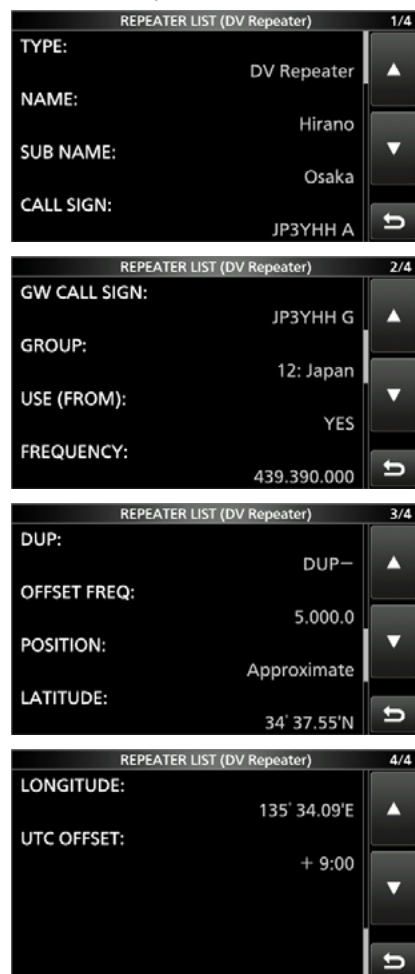 REPEATER LIST (DV Repeater) 1/4
TYPE:
DV Repeater
NAME:
Hirano
SUB NAME:
Osaka
CALL SIGN:
JP3YHH A
REPEATER LIST (DV Repeater) 2/4
GW CALL SIGN:
JP3YHH G
GROUP:
12: Japan
USE (FROM):
YES
FREQUENCY:
439.390.000
REPEATER LIST (DV Repeater) 3/4
DUP:
DUP−
OFFSET FREQ:
5.000.0
POSITION:
Approximate
LATITUDE:
34° 37.55'N
REPEATER LIST (DV Repeater) 4/4
LONGITUDE:
135° 34.09'E
UTC OFFSET:
+ 9:00